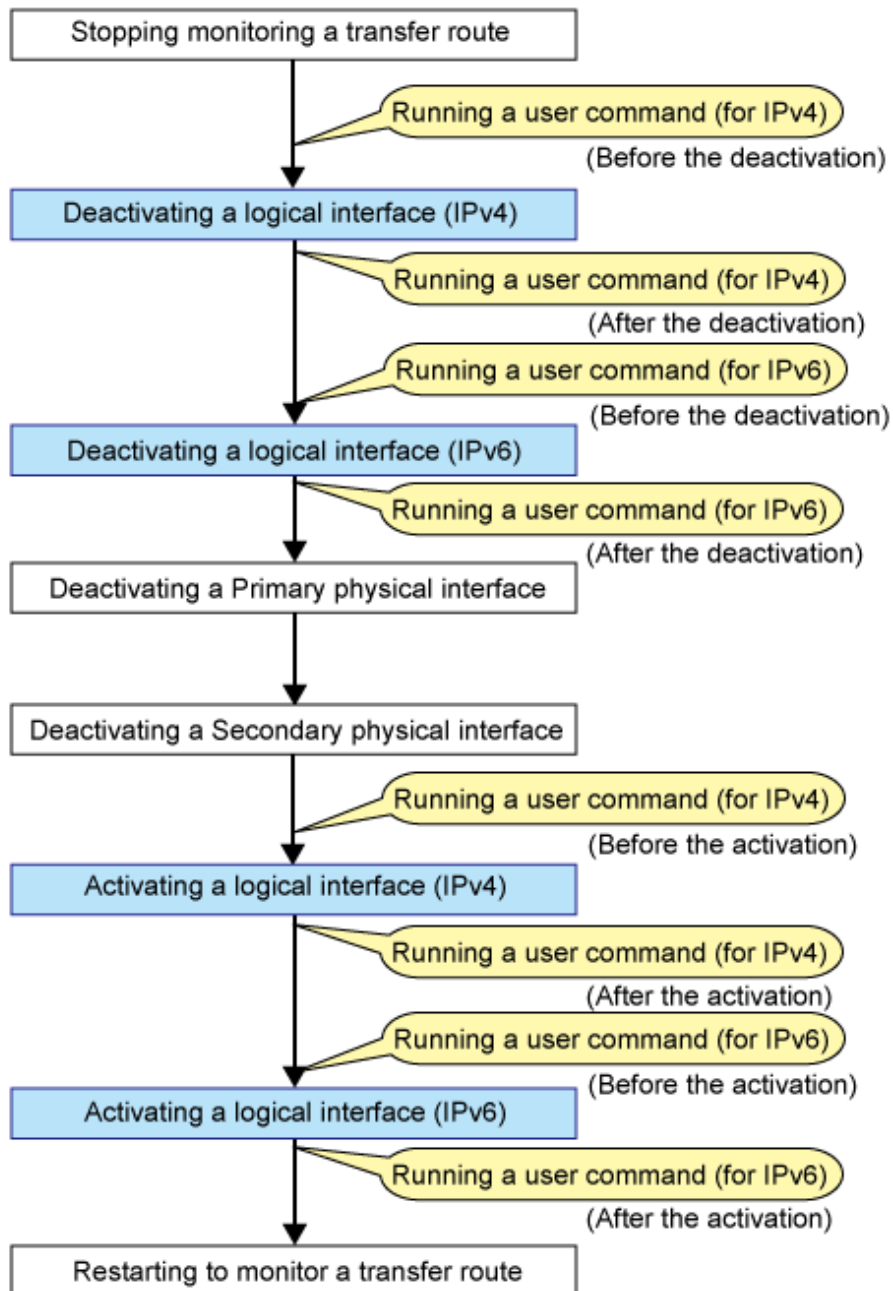 Stopping monitoring a transfer route
Running a user command (for IPv4)
(Before the deactivation)
Deactivating a logical interface (IPv4)
Running a user command (for IPv4)
(After the deactivation)
Running a user command (for IPv6)
(Before the deactivation)
Deactivating a logical interface (IPv6)
Running a user command (for IPv6)
(After the deactivation)
Deactivating a Primary physical interface
Deactivating a Secondary physical interface
Running a user command (for IPv4)
(Before the activation)
Activating a logical interface (IPv4)
Running a user command (for IPv4)
(After the activation)
Running a user command (for IPv6)
(Before the activation)
Activating a logical interface (IPv6)
Running a user command (for IPv6)
(After the activation)
Restarting to monitor a transfer route